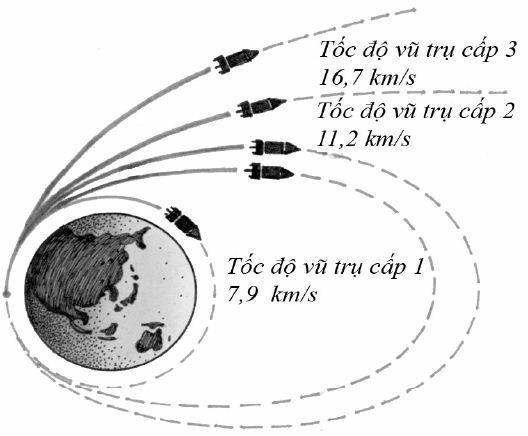 Tốc độ vũ trụ cấp 3
16,7 km/s
Tốc độ vũ trụ cấp 2
11,2 km/s
Tốc độ vũ trụ cấp 1
7,9 km/s